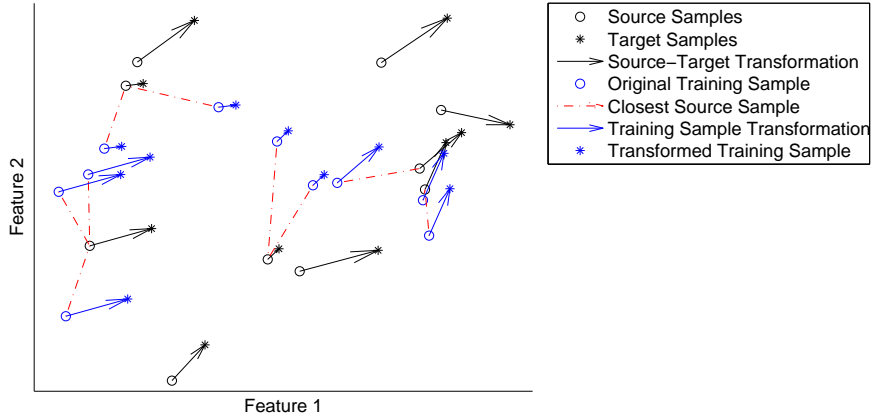 Source Samples
Target Samples
Source−Target Transformation
Original Training Sample
Closest Source Sample
Training Sample Transformation
Transformed Training Sample
Feature 2
Feature 1